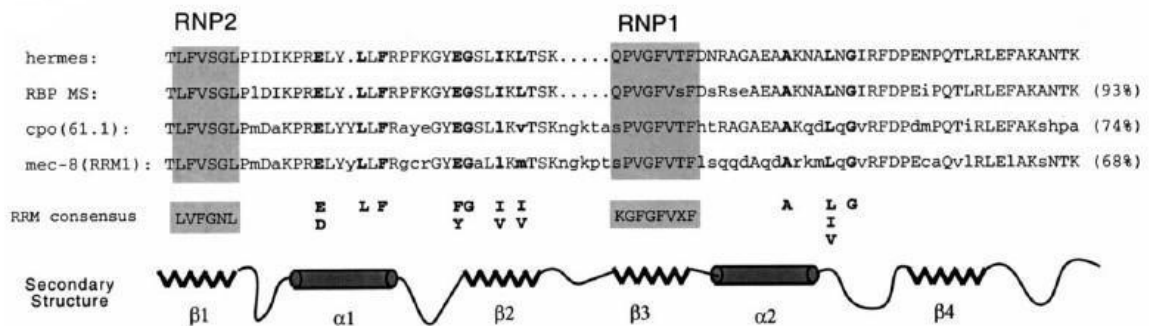 RNP2 RNP1
hermes: TLFVSGLPIDIKPRELY.LLFRPFKGYEGSLIKLTSK.....QPVGFVTFDNRAGAEAAKNALNGIRFDPENPQTLRLEFAKANTK
RBP MS: TLFVSGLPlDIKPRELY.LLFRPFKGYEGSLIKLTSK.....QPVGFVsFDsRseAEAAKNALNGIRFDPEiPQTLRLEFAKANTK (93%)
cpo(61.1): TLFVSGLPmDaKPRELYYLLFRayeGYEGSLlKvTSKngktasPVGFVTFhtRAGAEAAKqdLqGvRFDPdmPQTiRLEFAKshpa (74%)
mec-8(RRM1): TLFVSGLPmDaKPRELYyLLFRgcrGYEGaLlKmTSKngkptsPVGFVTFlsqqdAqdArkmLqGvRFDPEcaQvlRLElAKsNTK (68%)
RRM consensus LVFGNL E L F FG I I KGFGFVXF A L G
D Y V V I
V
Secondary
Structure
β1 α1 β2 β3 α2 β4